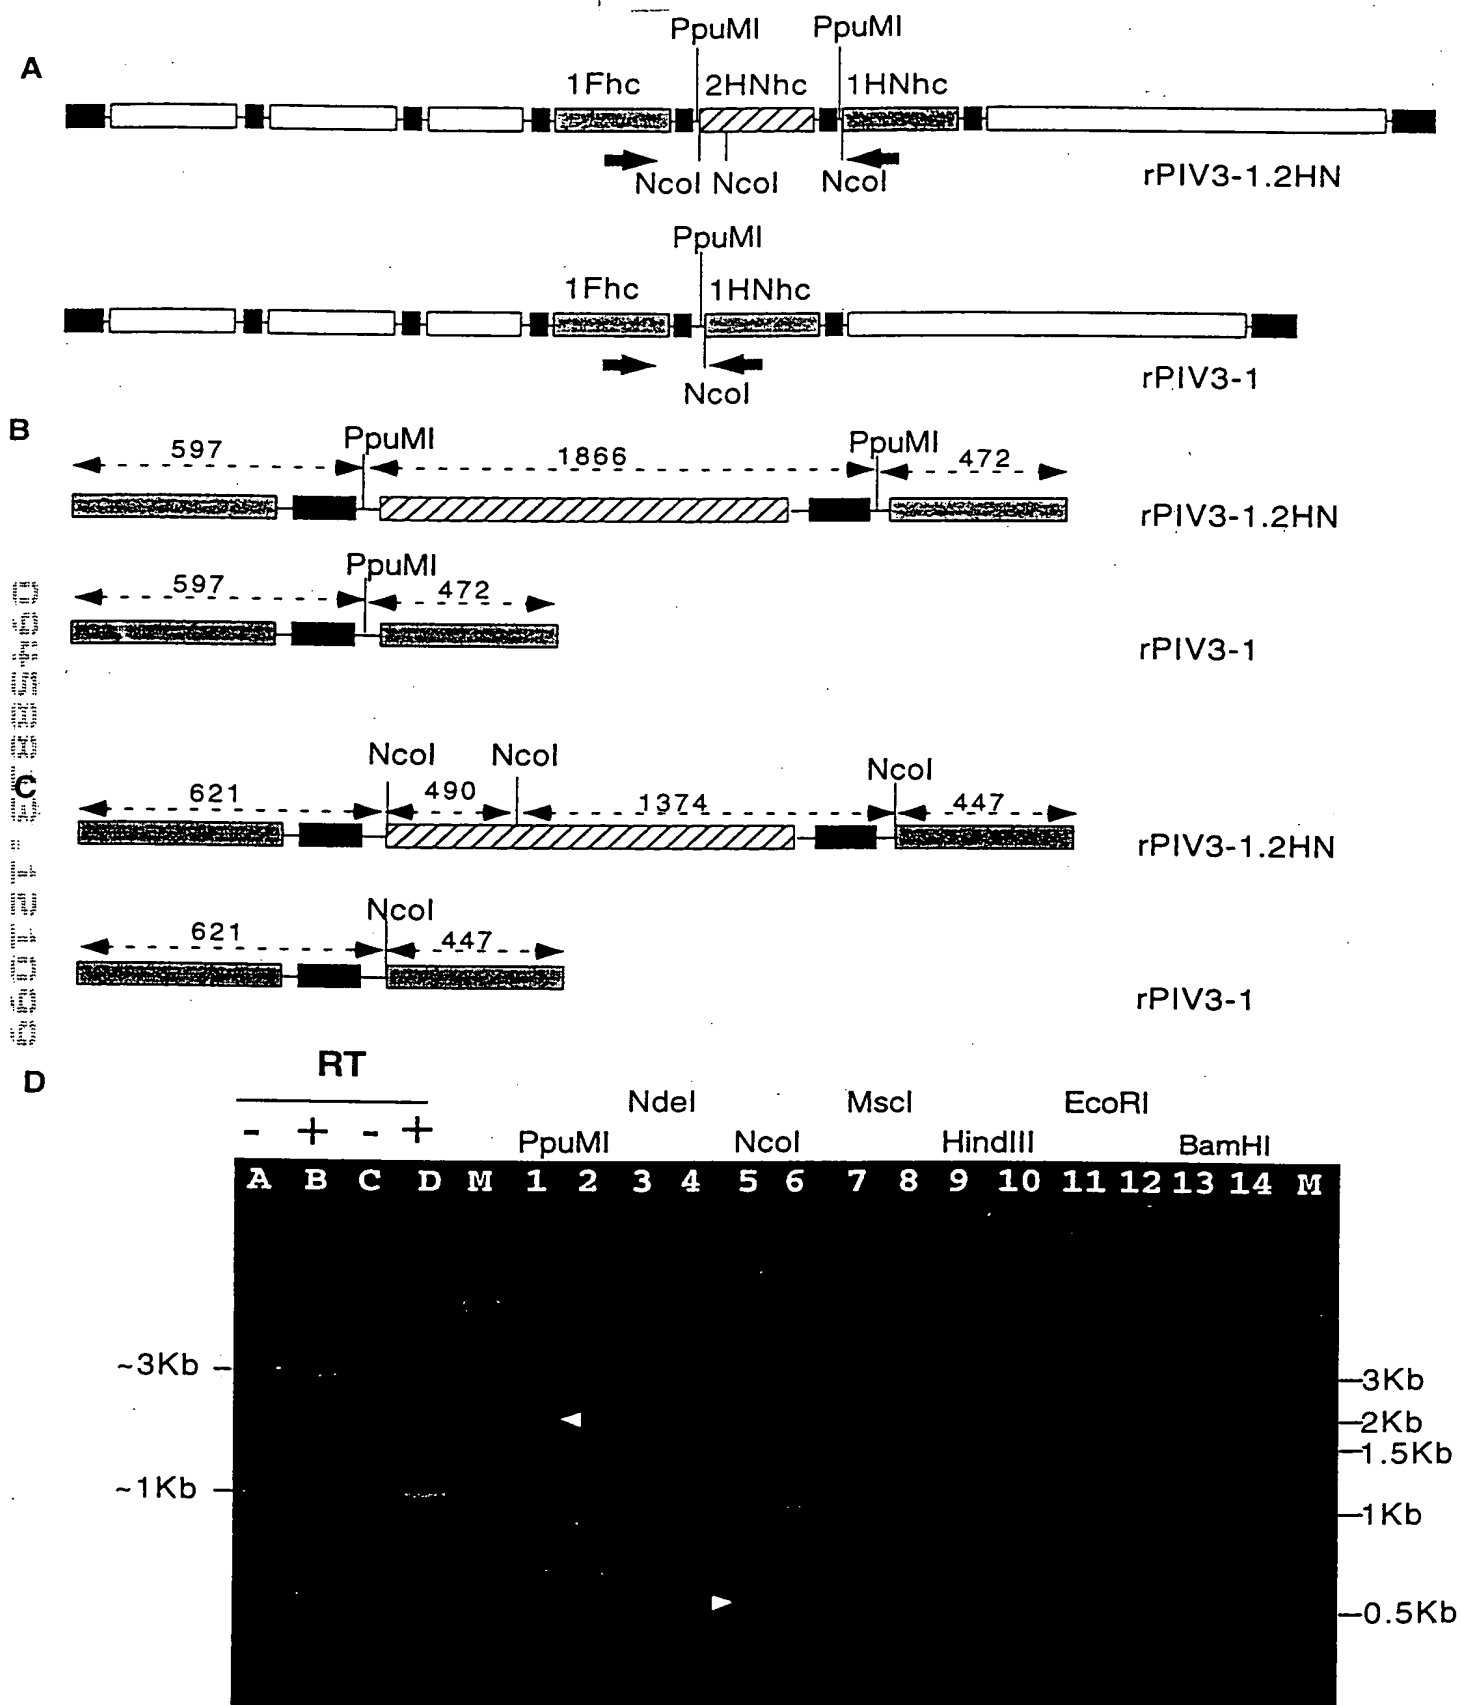 A
PpuMI PpuMI
1Fhc 2HNhc 1HNhc
NcoI NcoI NcoI
rPIV3-1.2HN
PpuMI
1Fhc 1HNhc
NcoI
rPIV3-1
B
597 PpuMI 1866 PpuMI 472
rPIV3-1.2HN
PpuMI
597 472
rPIV3-1
C
NcoI NcoI NcoI
621 490 1374 447
rPIV3-1.2HN
NcoI
621 447
rPIV3-1
D
RT
NdeI MscI EcoRI
- + - + PpuMI NcoI HindIII BamHI
A B C D M 1 2 3 4 5 6 7 8 9 10 11 12 13 14 M
~3Kb
3Kb
2Kb
1.5Kb
~1Kb
1Kb
0.5Kb